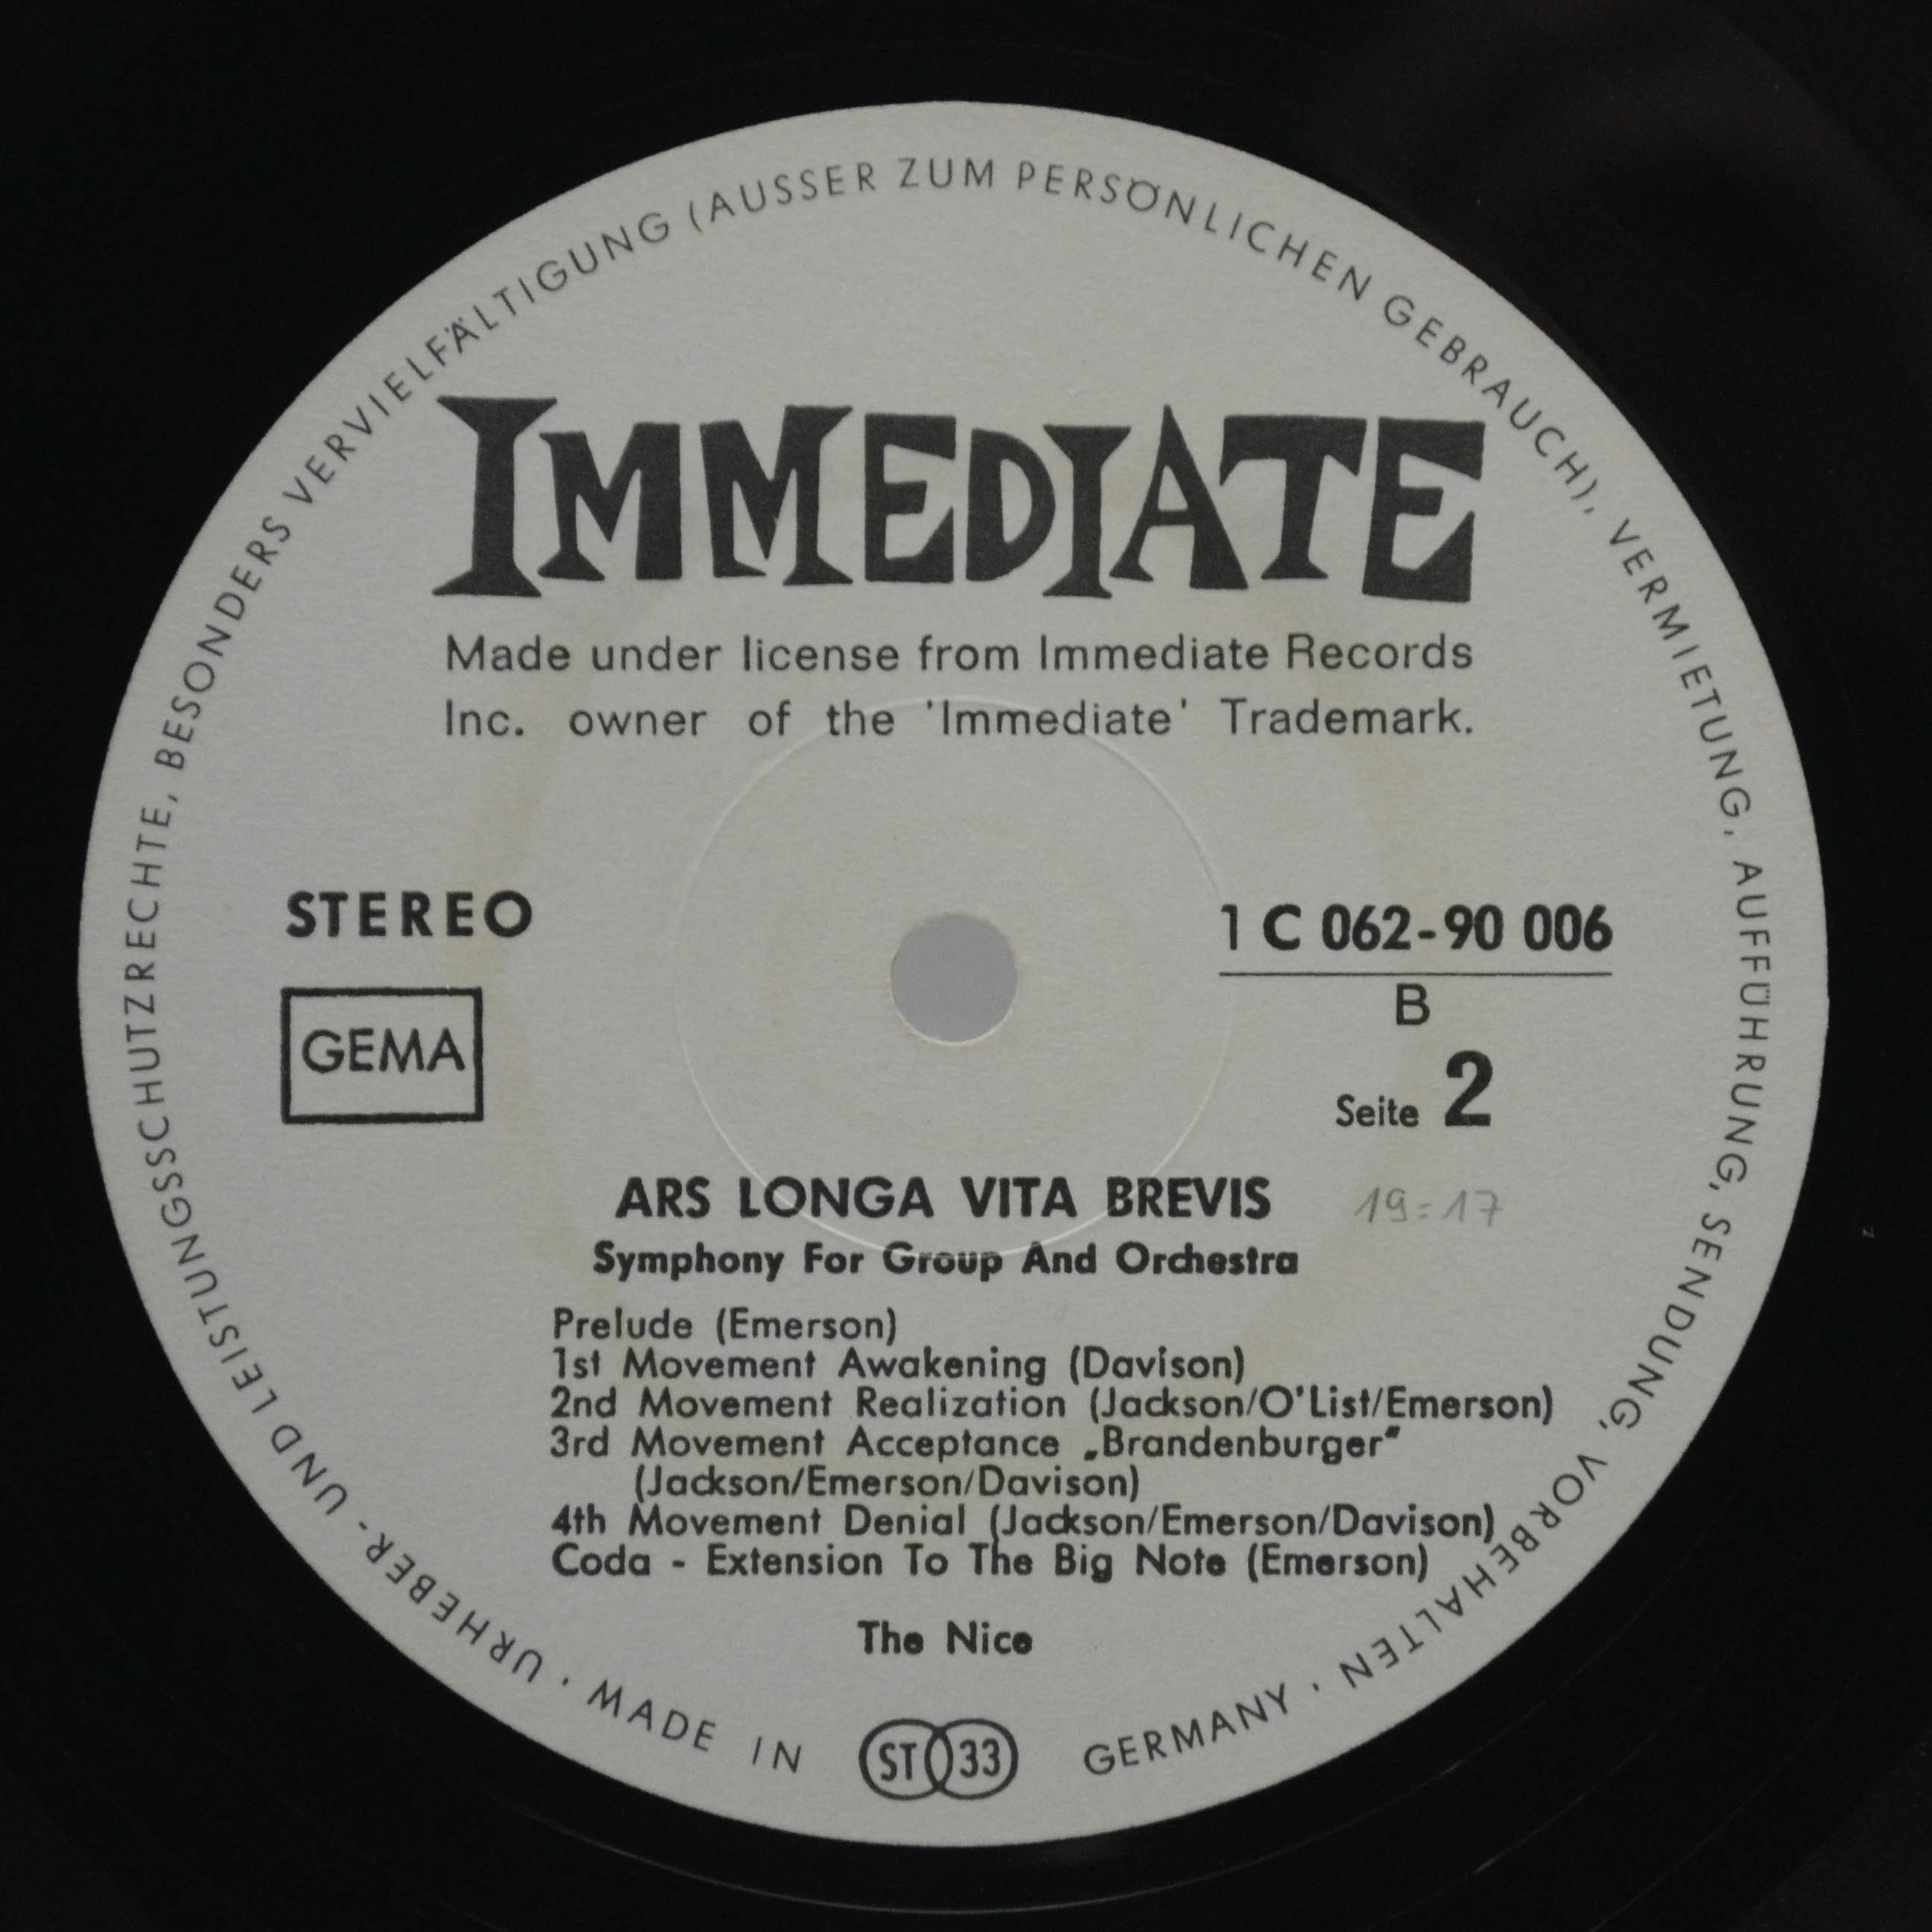 URHEBER- UND LEISTUNGSSCHUTZRECHTE, BESONDERS VERVIELFÄLTIGUNG (AUSSER ZUM PERSÖNLICHEN GEBRAUCH), VERMIETUNG, AUFFÜHRUNG, SENDUNG, VORBEHALTEN ·
IMMEDIATE
Made under license from Immediate Records
Inc. owner of the 'Immediate' Trademark.
STEREO
GEMA
1 C 062-90 006
B
Seite 2
ARS LONGA VITA BREVIS 19=17
Symphony For Group And Orchestra
Prelude (Emerson)
1st Movement Awakening (Davison)
2nd Movement Realization (Jackson/O'List/Emerson)
3rd Movement Acceptance „Brandenburger"
(Jackson/Emerson/Davison)
4th Movement Denial (Jackson/Emerson/Davison)
Coda - Extension To The Big Note (Emerson)
The Nice
· MADE IN ST 33 GERMANY